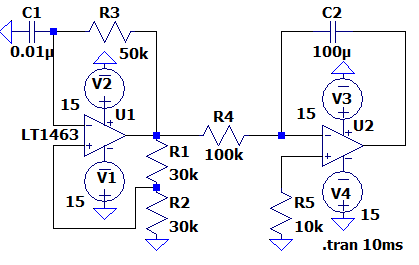 C1
R3
C2
0.01µ
50k
100µ
V2
V3
15
U1
15
U2
LT1463
R4
R1
100k
30k
V1
V4
15
R2
R5
15
30k
10k
.tran 10ms